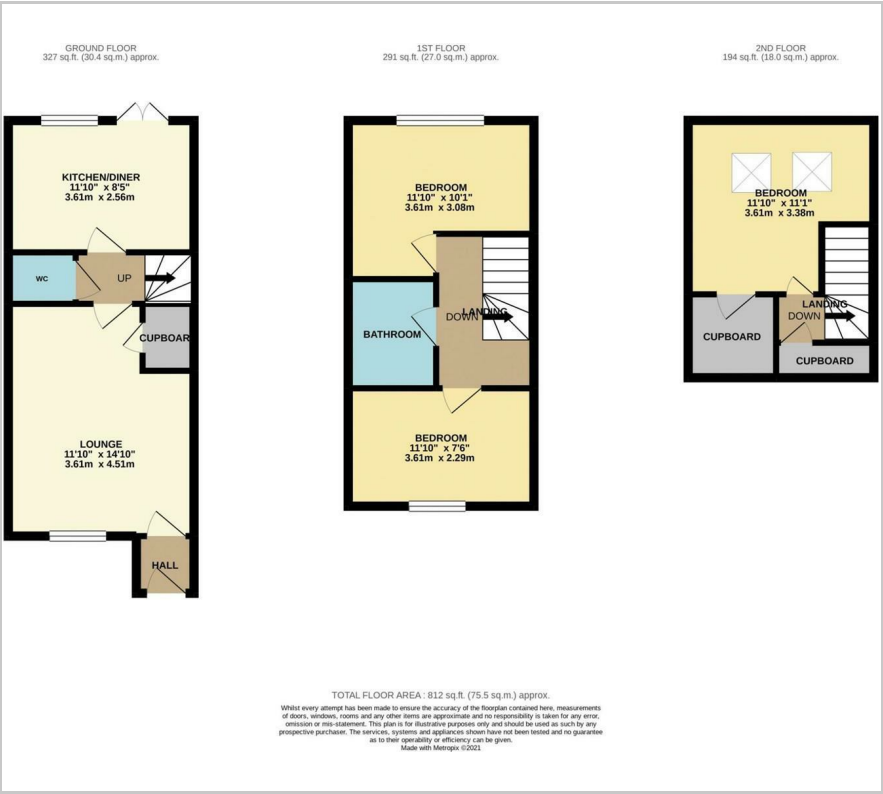 GROUND FLOOR
327 sq.ft. (30.4 sq.m.) approx.
KITCHEN/DINER
11'10" x 8'5"
3.61m x 2.56m
WC
UP
CUPBOAR
LOUNGE
11'10" x 14'10"
3.61m x 4.51m
HALL
1ST FLOOR
291 sq.ft. (27.0 sq.m.) approx.
BEDROOM
11'10" x 10'1"
3.61m x 3.08m
BATHROOM
LANDING
DOWN
BEDROOM
11'10" x 7'6"
3.61m x 2.29m
2ND FLOOR
194 sq.ft. (18.0 sq.m.) approx.
BEDROOM
11'10" x 11'1"
3.61m x 3.38m
LANDING
DOWN
CUPBOARD
CUPBOARD
TOTAL FLOOR AREA : 812 sq.ft. (75.5 sq.m.) approx.
Whilst every attempt has been made to ensure the accuracy of the floorplan contained here, measurements
of doors, windows, rooms and any other items are approximate and no responsibility is taken for any error,
omission or mis-statement. This plan is for illustrative purposes only and should be used as such by any
prospective purchaser. The services, systems and appliances shown have not been tested and no guarantee
as to their operability or efficiency can be given.
Made with Metropix ©2021